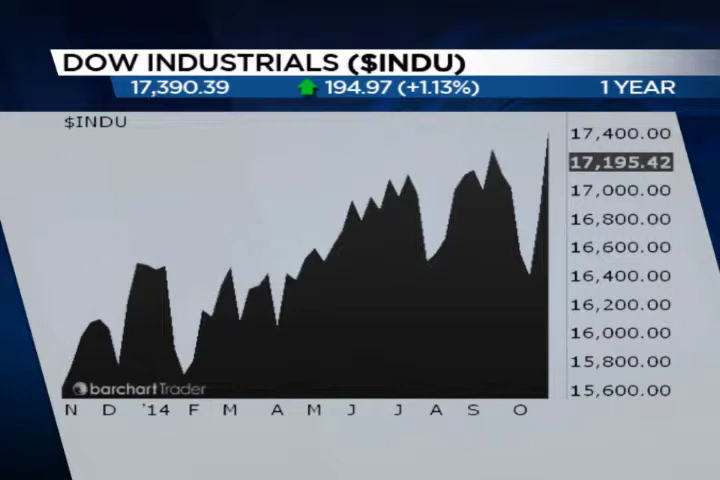 DOW INDUSTRIALS ($INDU)
17,390.39 194.97 (+1.13%) 1 YEAR
$INDU
17,400.00
17,195.42
17,000.00
16,800.00
16,600.00
16,400.00
16,200.00
16,000.00
15,800.00
15,600.00
barchartTrader
N D '14 F M A M J J A S O